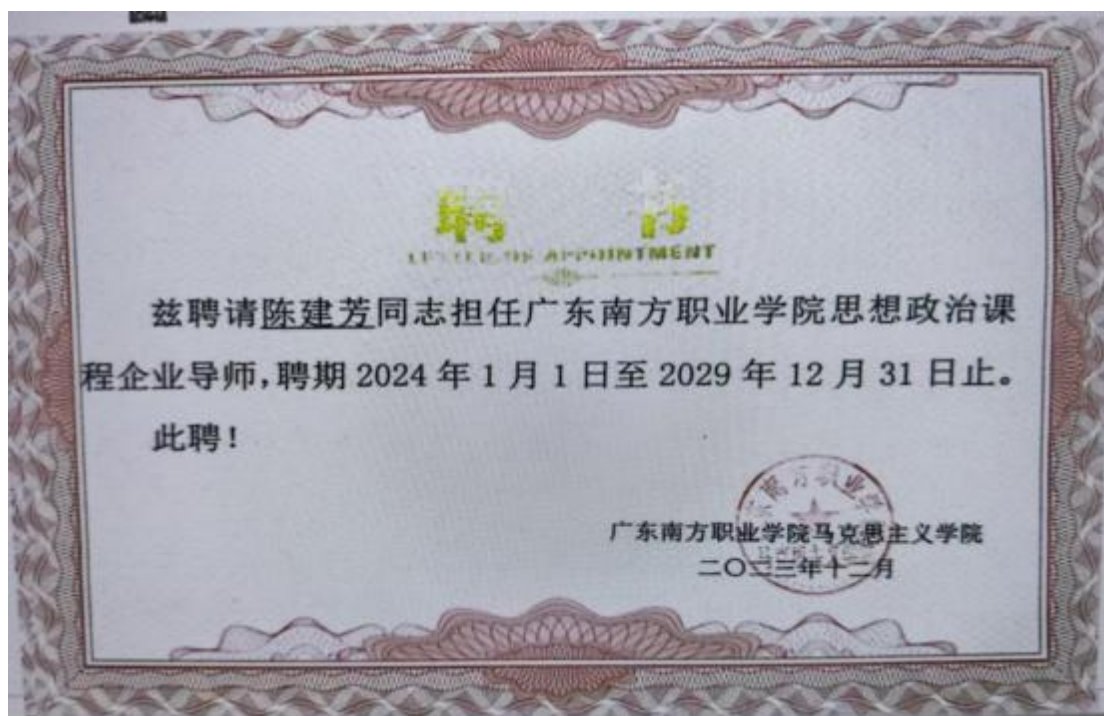 聘 书
LETTER OF APPOINTMENT
兹聘请陈建芳同志担任广东南方职业学院思想政治课
程企业导师,聘期 2024 年 1 月 1 日至 2029 年 12 月 31 日止。
此聘!
广东南方职业学院马克思主义学院
二〇二三年十二月